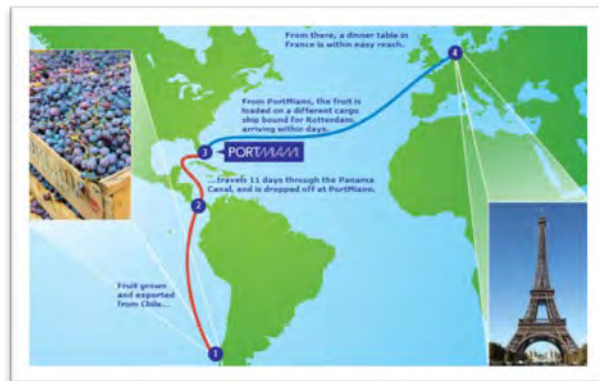 From there, a dinner table in
France is within easy reach.
4
From PortMiami, the fruit is
loaded on a different cargo
ship bound for Rotterdam,
arriving within days.
3
PORTMIAMI
...travels 11 days through the Panama
Canal, and is dropped off at PortMiami.
2
Fruit grown
and exported
from Chile...
1